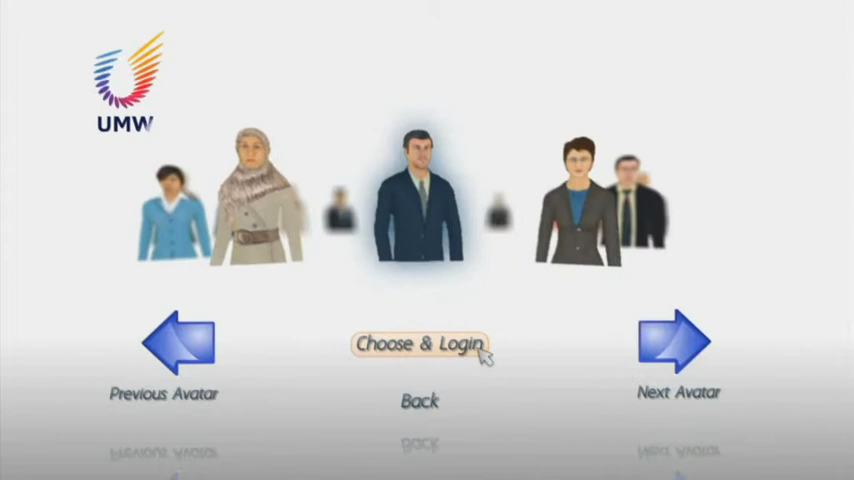 UMW
Choose & Login
Previous Avatar
Back
Next Avatar